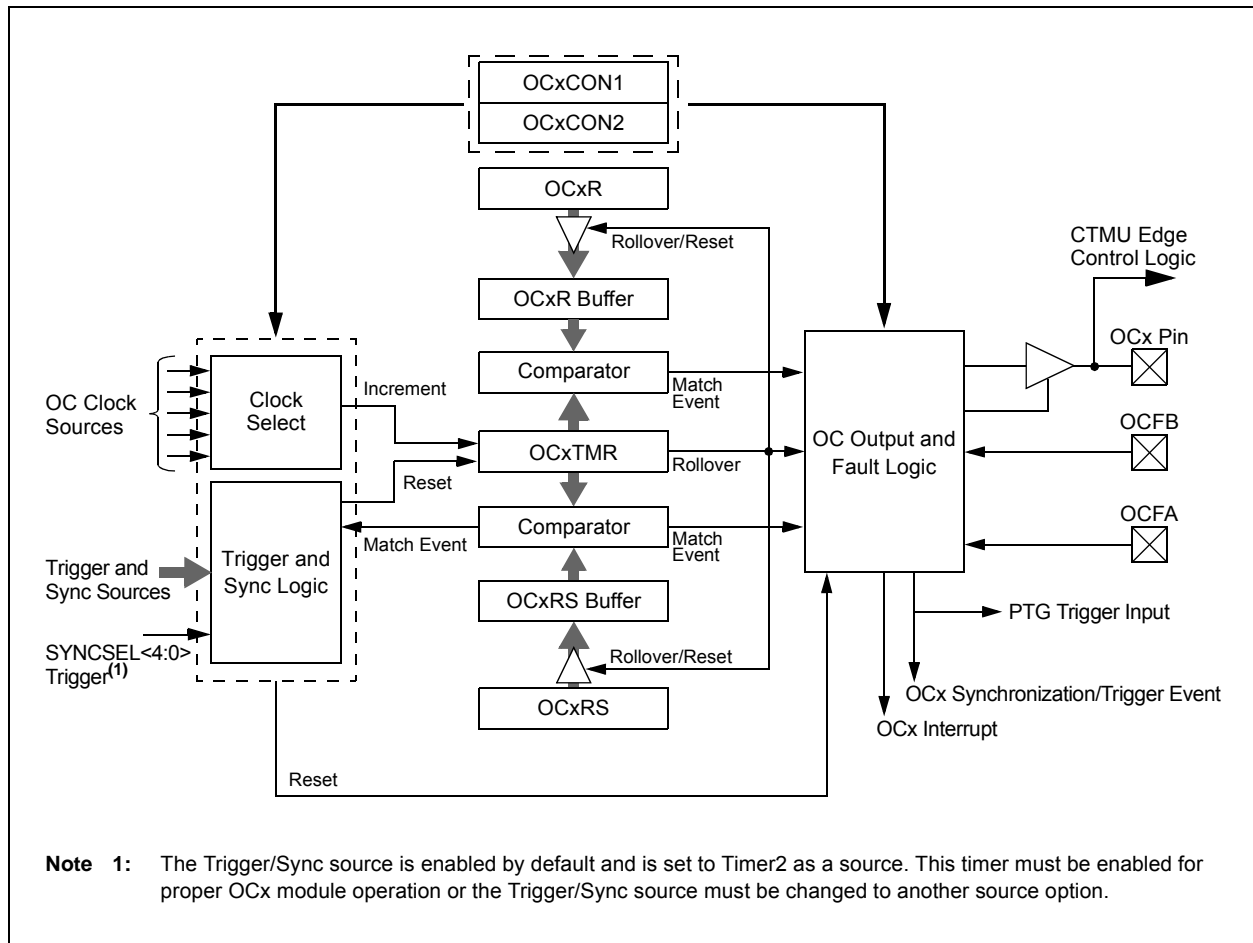 OCxCON1
OCxCON2
OCxR
Rollover/Reset
CTMU Edge
Control Logic
OCxR Buffer
OCx Pin
Comparator
Match
Event
Increment
OC Clock
Sources
Clock
Select
OCxTMR
Rollover
OC Output and
Fault Logic
OCFB
Reset
Comparator
Match Event
Match
Event
OCFA
Trigger and
Sync Sources
Trigger and
Sync Logic
OCxRS Buffer
PTG Trigger Input
SYNCSEL<4:0>
Trigger(1)
Rollover/Reset
OCxRS
OCx Synchronization/Trigger Event
OCx Interrupt
Reset
Note 1: The Trigger/Sync source is enabled by default and is set to Timer2 as a source. This timer must be enabled for
proper OCx module operation or the Trigger/Sync source must be changed to another source option.